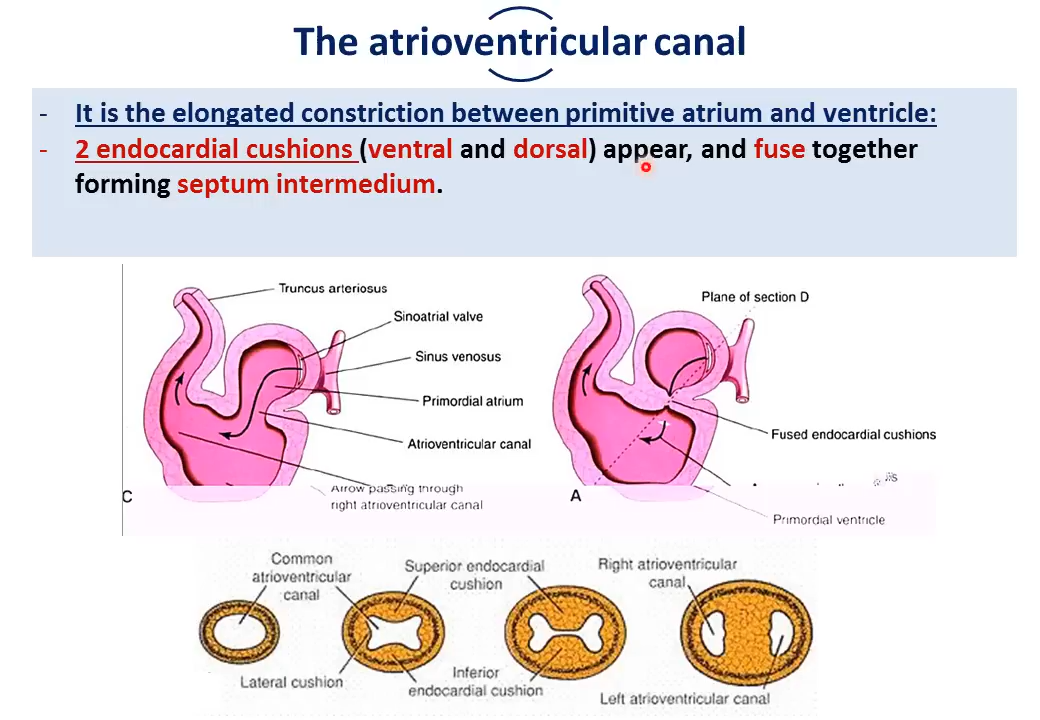 The atrioventricular canal
- It is the elongated constriction between primitive atrium and ventricle:
- 2 endocardial cushions (ventral and dorsal) appear, and fuse together
forming septum intermedium.
Truncus arteriosus
Sinoatrial valve
Sinus venosus
Primordial atrium
Atrioventricular canal
Arrow passing through
right atrioventricular canal
C
Plane of section D
Fused endocardial cushions
A
Primordial ventricle
Common
atrioventricular
canal
Superior endocardial
cushion
Right atrioventricular
canal
Lateral cushion
Inferior
endocardial cushion
Left atrioventricular canal